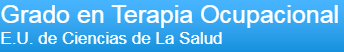 Grado en Terapia Ocupacional
E.U. de Ciencias de La Salud